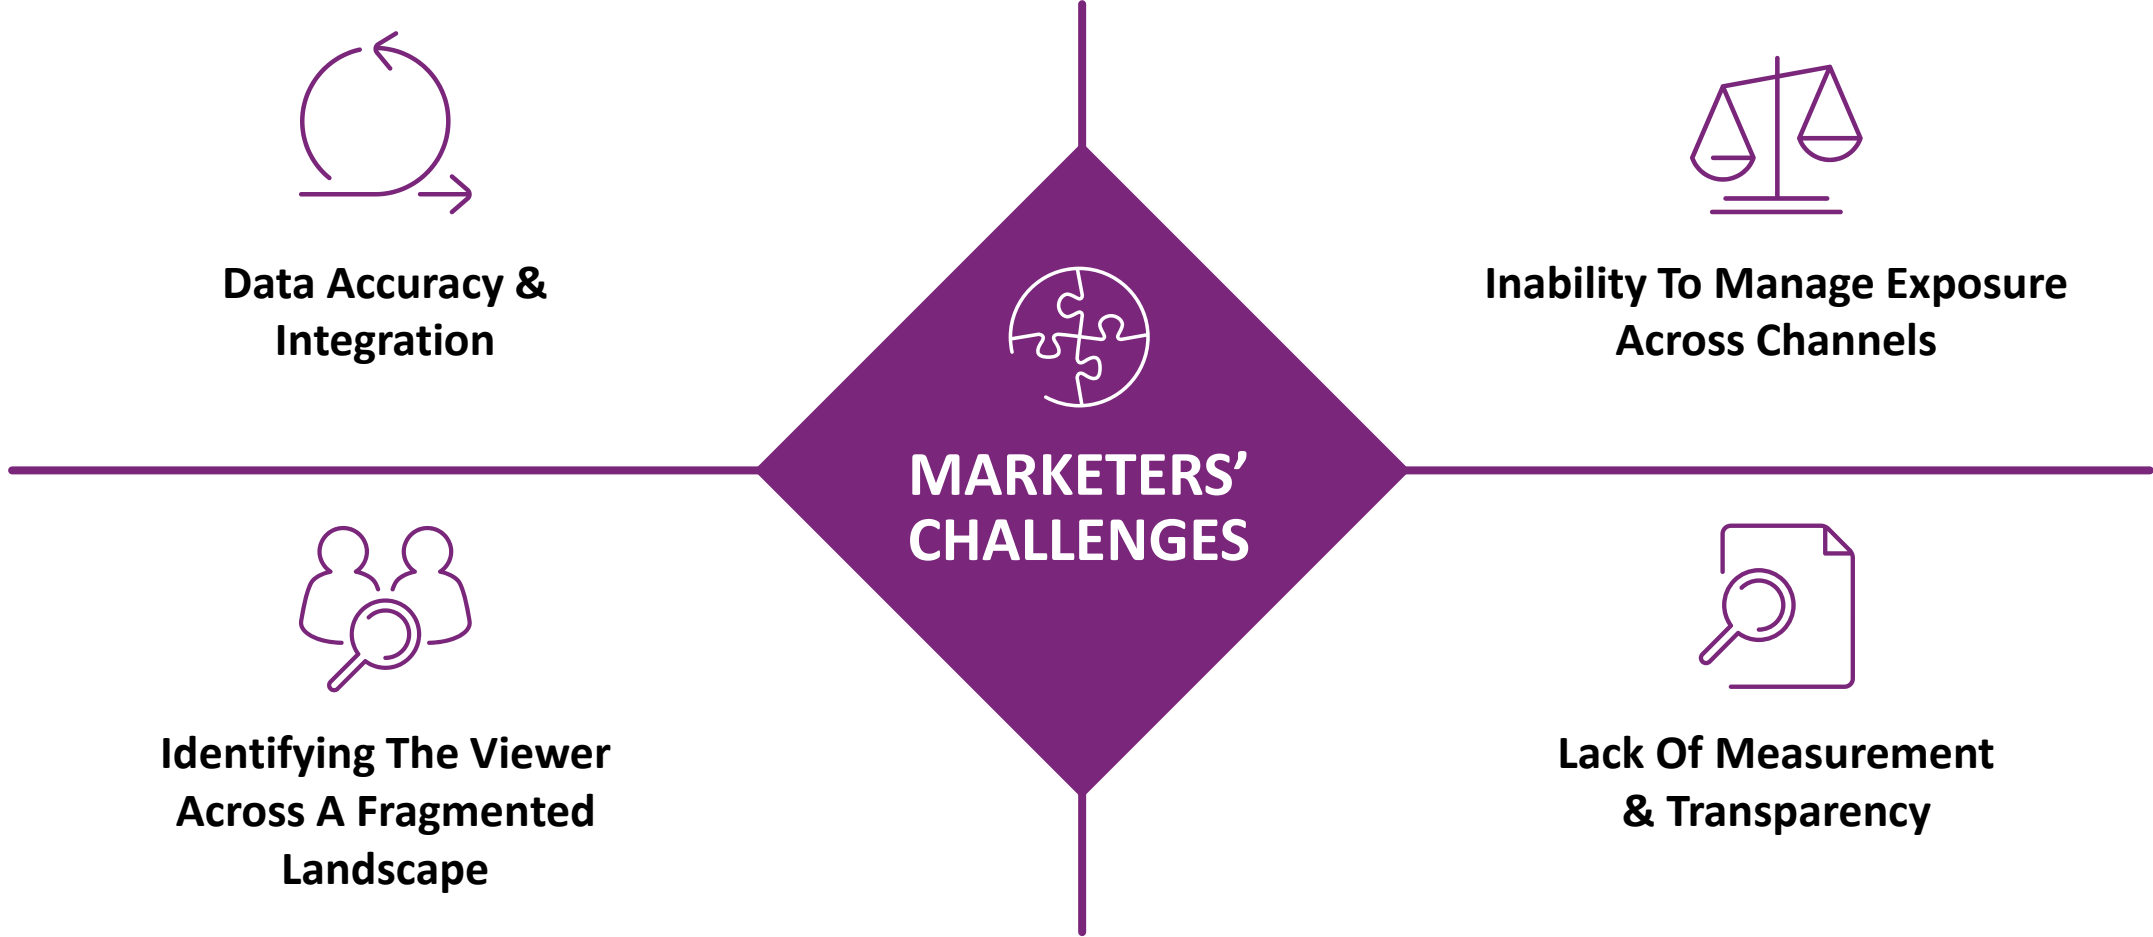 Data Accuracy &
Integration
Inability To Manage Exposure
Across Channels
MARKETERS’
CHALLENGES
Identifying The Viewer
Across A Fragmented
Landscape
Lack Of Measurement
& Transparency